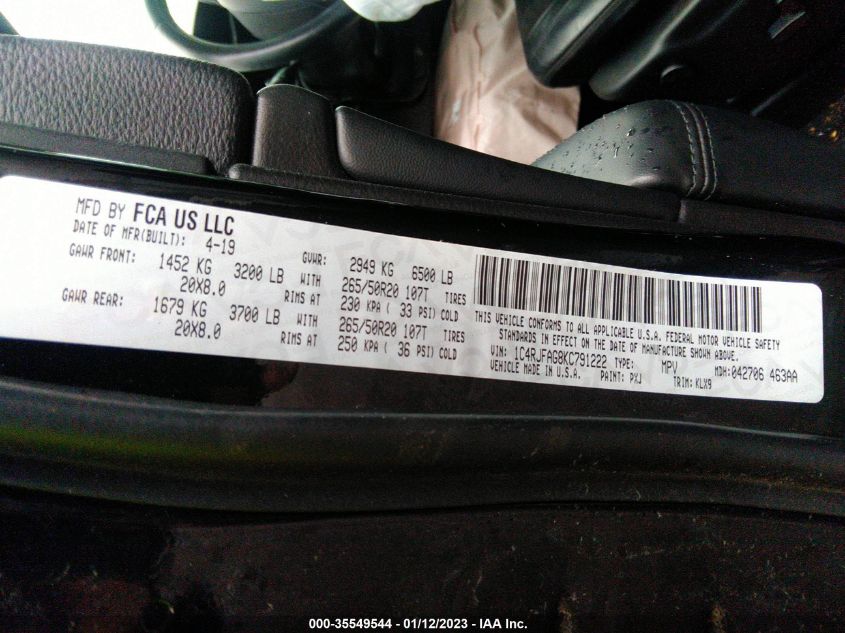 MFD BY FCA US LLC
DATE OF MFR(BUILT): 4-19
GVWR: 2949 KG 6500 LB
GAWR FRONT: 1452 KG 3200 LB WITH 265/50R20 107T TIRES
20X8.0 RIMS AT 230 KPA ( 33 PSI) COLD
GAWR REAR: 1679 KG 3700 LB WITH 265/50R20 107T TIRES
20X8.0 RIMS AT 250 KPA ( 36 PSI) COLD
THIS VEHICLE CONFORMS TO ALL APPLICABLE U.S.A. FEDERAL MOTOR VEHICLE SAFETY
STANDARDS IN EFFECT ON THE DATE OF MANUFACTURE SHOWN ABOVE.
VIN: 1C4RJFAG8KC791222 TYPE: MPV MDH:042706 463AA
VEHICLE MADE IN U.S.A. PAINT: PXJ TRIM: KLX9
000-35549544 - 01/12/2023 - IAA Inc.